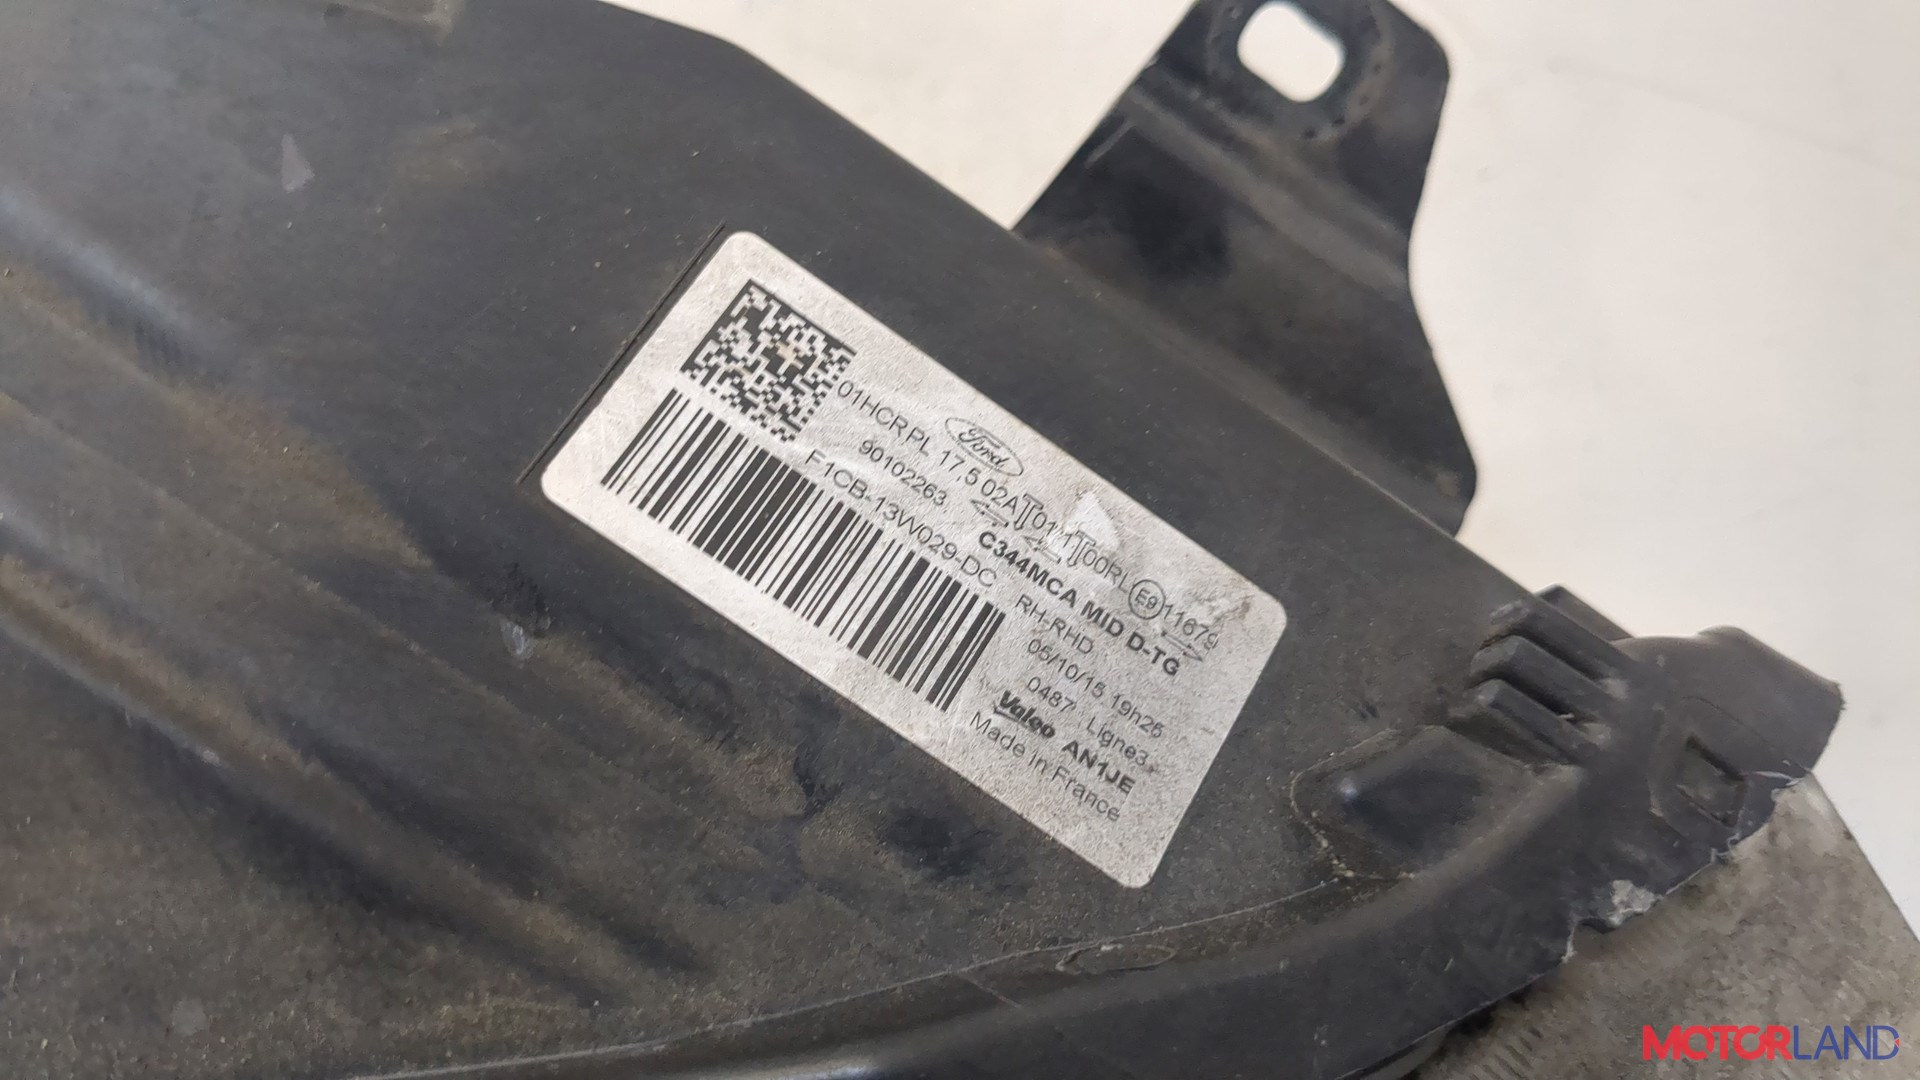 Ford
01HCR PL 17,5 02A 01 1 00RL E9 11679
90102263 C344MCA MID D-TG
F1CB-13W029-DC RH-RHD
05/10/15 19h25
0487 Ligne3
Valeo AN1JE
Made in France
MOTORLAND